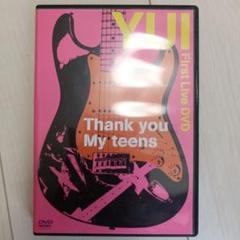 YUI
First Live DVD
Thank you
My teens
DVD